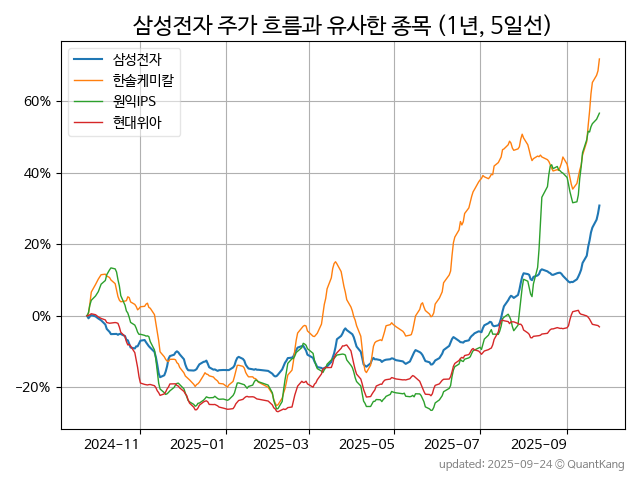 삼성전자 주가 흐름과 유사한 종목 (1년, 5일선)
삼성전자
한솔케미칼
원익IPS
현대위아
60%
40%
20%
0%
−20%
2024−11 2025−01 2025−03 2025−05 2025−07 2025−09
updated: 2025-09-24 © QuantKang